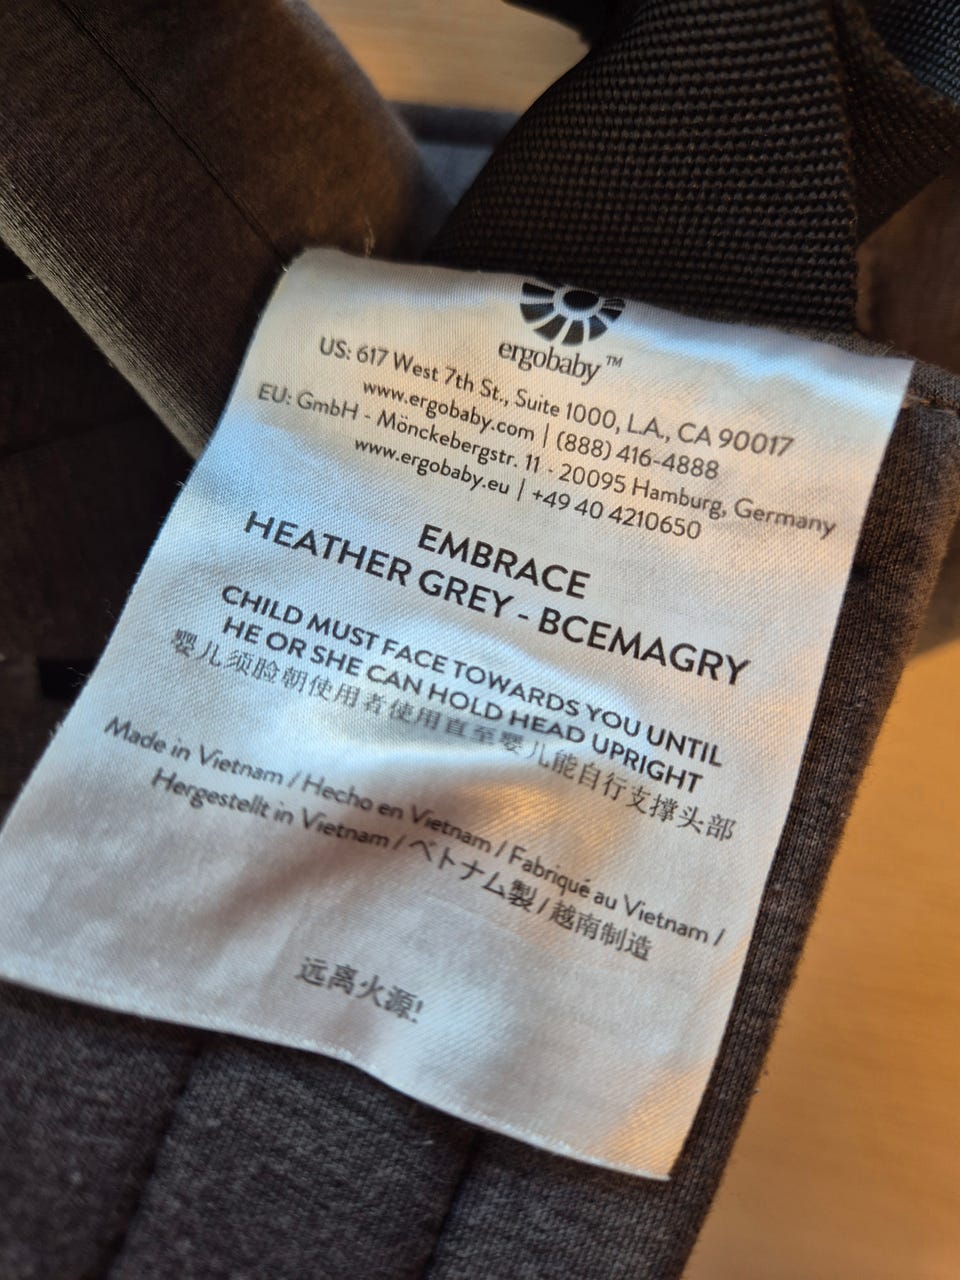 ergobaby™
US: 617 West 7th St., Suite 1000, L.A., CA 90017
www.ergobaby.com | (888) 416-4888
EU: GmbH - Mönckebergstr. 11 - 20095 Hamburg, Germany
www.ergobaby.eu | +49 40 4210650
EMBRACE
HEATHER GREY - BCEMAGRY
CHILD MUST FACE TOWARDS YOU UNTIL
HE OR SHE CAN HOLD HEAD UPRIGHT
婴儿须脸朝使用者使用直至婴儿能自行支撑头部
Made in Vietnam / Hecho en Vietnam / Fabriqué au Vietnam /
Hergestellt in Vietnam / ベトナム製 / 越南制造
远离火源!